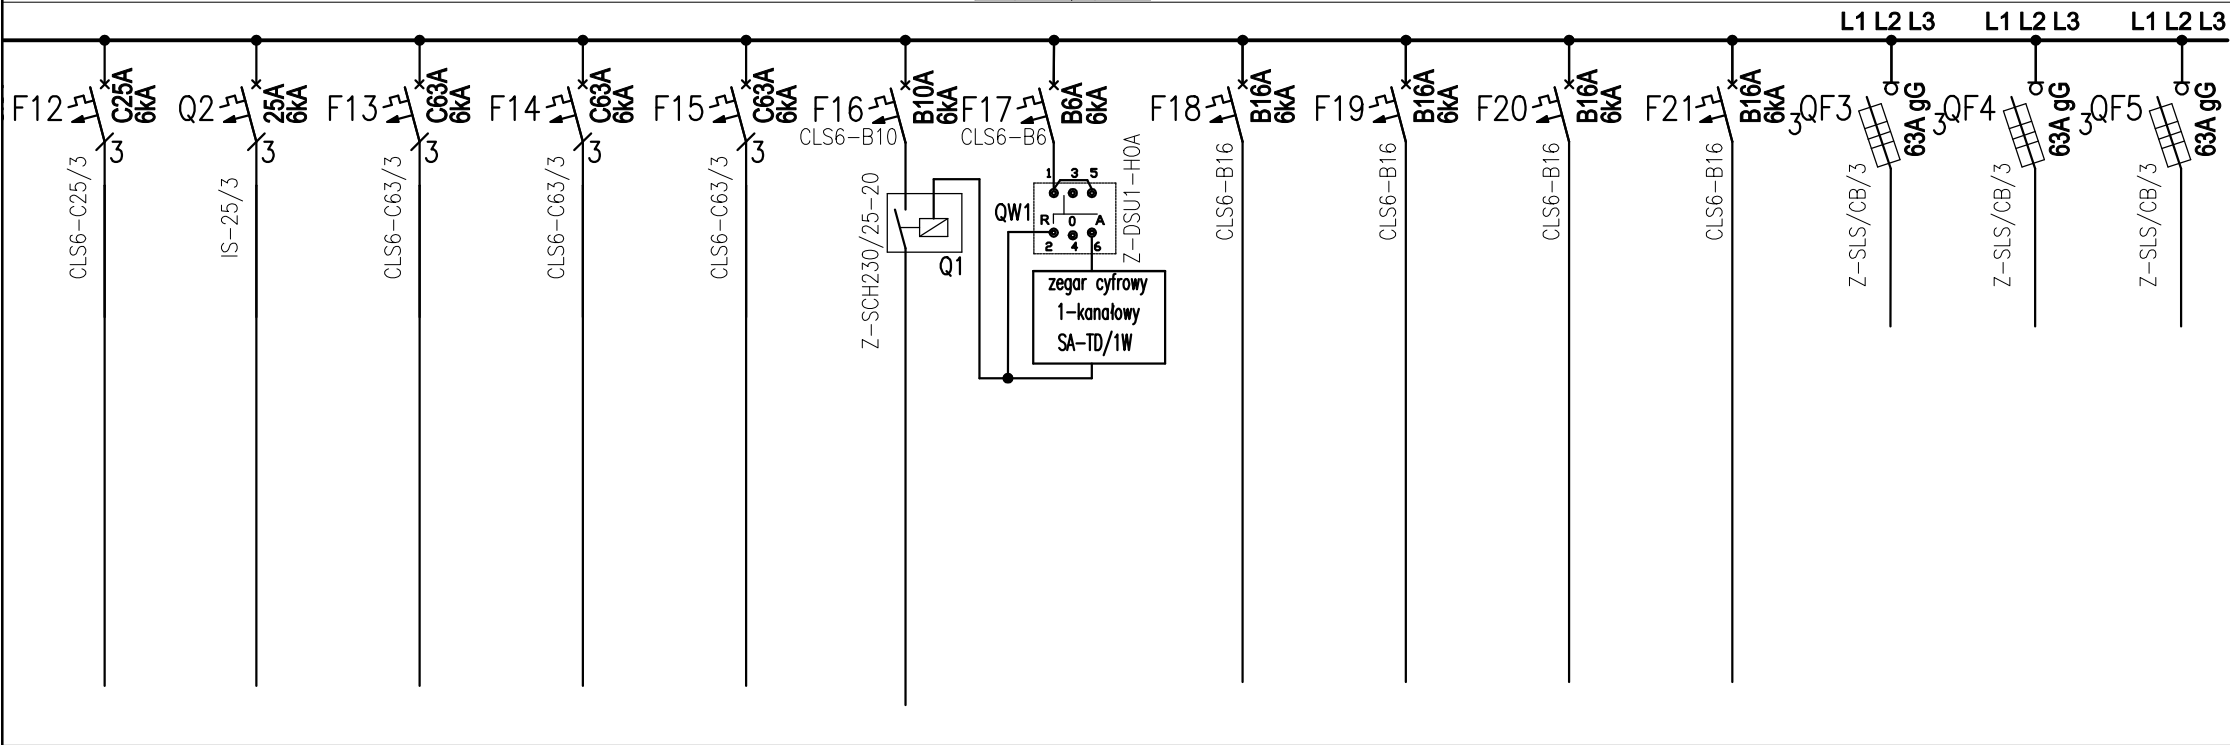 L1 L2 L3
L1 L2 L3
L1 L2 L3
F12
C25A
6kA
3
CLS6-C25/3
Q2
25A
6kA
3
IS-25/3
F13
C63A
6kA
3
CLS6-C63/3
F14
C63A
6kA
3
CLS6-C63/3
F15
C63A
6kA
3
CLS6-C63/3
F16
B10A
6kA
CLS6-B10
Z-SCH230/25-20
Q1
F17
B6A
6kA
CLS6-B6
1 3 5
QW1
R 0 A
2 4 6
Z-DSU1-HOA
zegar cyfrowy
1-kanałowy
SA-TD/1W
F18
B16A
6kA
CLS6-B16
F19
B16A
6kA
CLS6-B16
F20
B16A
6kA
CLS6-B16
F21
B16A
6kA
CLS6-B16
3
QF3
63A gG
Z-SLS/CB/3
3
QF4
63A gG
Z-SLS/CB/3
3
QF5
63A gG
Z-SLS/CB/3